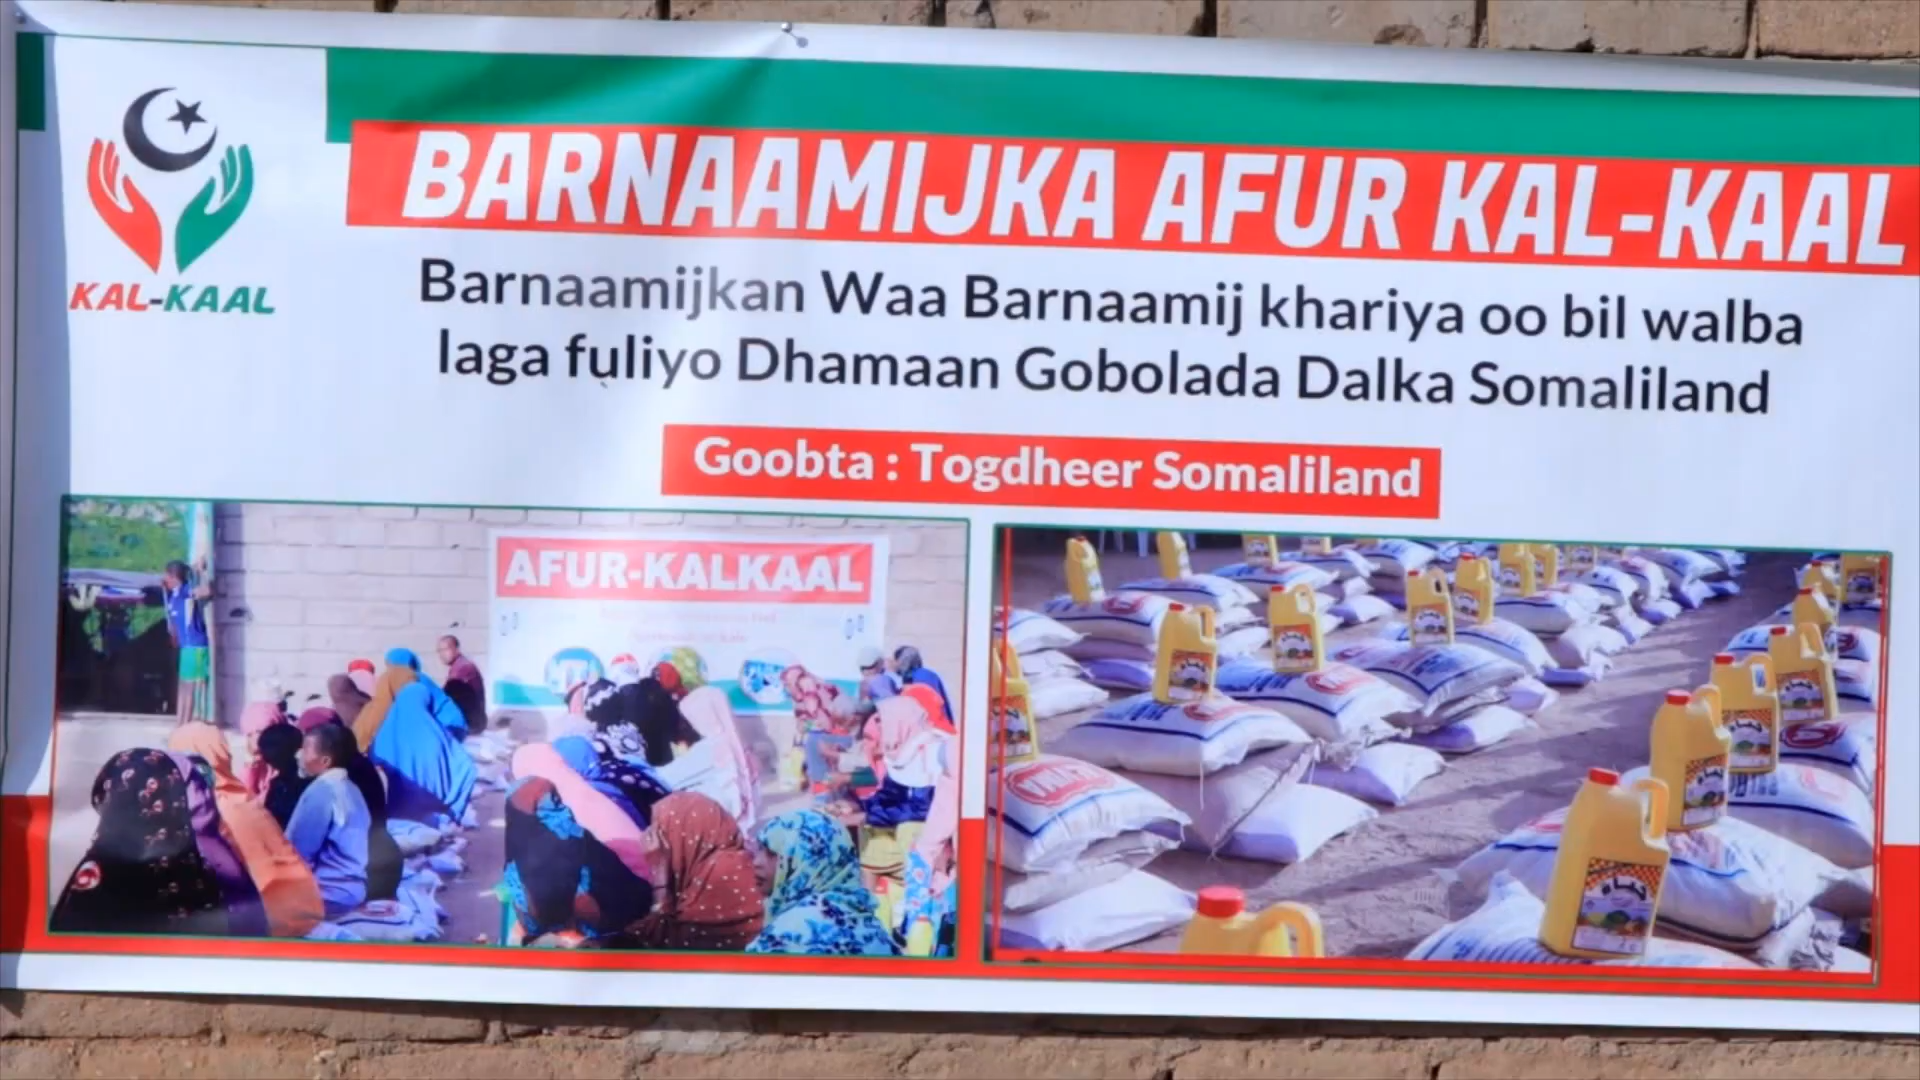 BARNAAMIJKA AFUR KAL-KAAL
KAL-KAAL
Barnaamijkan Waa Barnaamij khariya oo bil walba
laga fuliyo Dhamaan Gobolada Dalka Somaliland
Goobta : Togdheer Somaliland
AFUR-KALKAAL
حياة